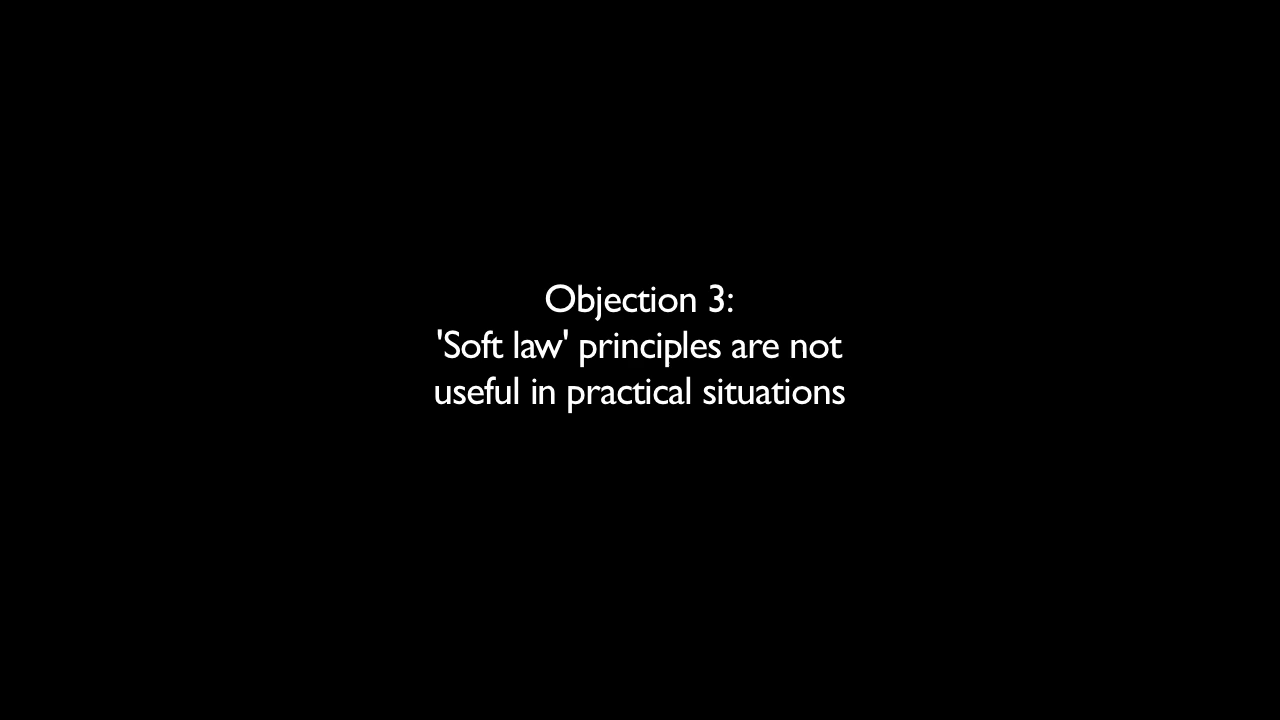 Objection 3:
'Soft law' principles are not
useful in practical situations